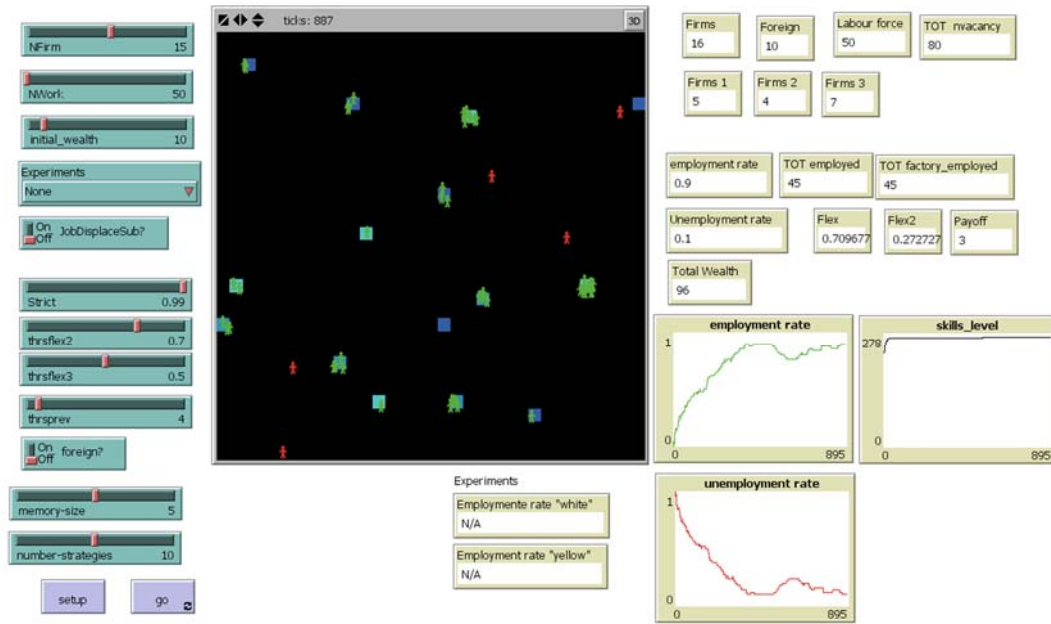 ticks: 887
3D
NFirm 15
NWork 50
initial_wealth 10
Experiments
None
On
Off
JobDisplaceSub?
Strict 0.99
thrsflex2 0.7
thrsflex3 0.5
thrsprev 4
On
Off
foreign?
memory-size 5
number-strategies 10
setup
go
Firms
16
Foreign
10
Labour force
50
TOT nvacancy
80
Firms 1
5
Firms 2
4
Firms 3
7
employment rate
0.9
TOT employed
45
TOT factory_employed
45
Unemployment rate
0.1
Flex
0.709677
Flex2
0.272727
Payoff
3
Total Wealth
96
employment rate
1
0
0
895
skills_level
278
0
0
895
Experiments
Employmente rate "white"
N/A
Employment rate "yellow"
N/A
unemployment rate
1
0
0
895